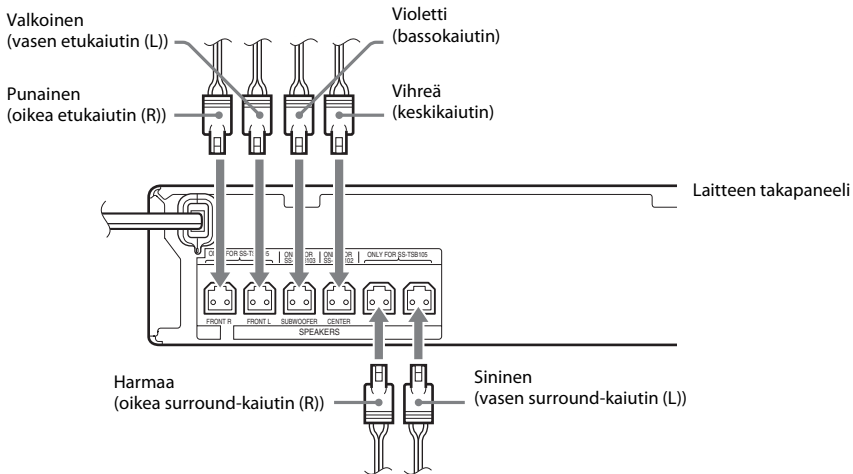 Valkoinen
(vasen etukaiutin (L))
Violetti
(bassokaiutin)
Punainen
(oikea etukaiutin (R))
Vihreä
(keskikaiutin)
Laitteen takapaneeli
ONLY FOR SS-TSB105
FRONT R FRONT L SUBWOOFER CENTER
SPEAKERS
Harmaa
(oikea surround-kaiutin (R))
Sininen
(vasen surround-kaiutin (L))